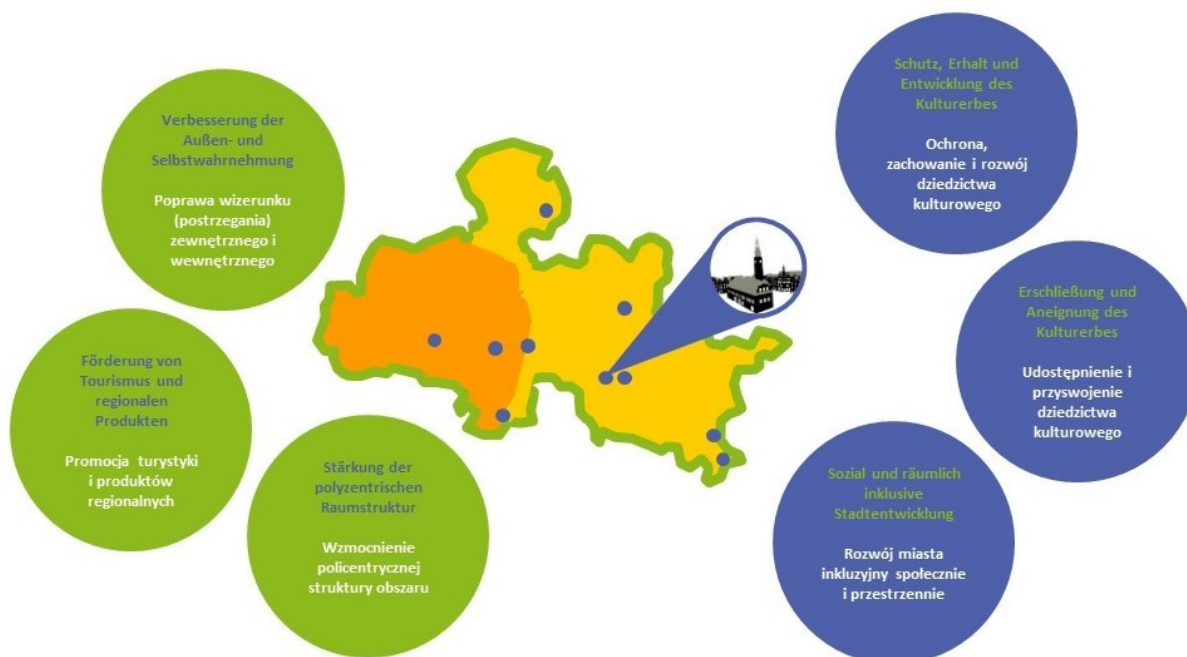 Verbesserung der
Außen- und
Selbstwahrnehmung
Poprawa wizerunku
(postrzegania)
zewnętrznego i
wewnętrznego
Förderung von
Tourismus und
regionalen
Produkten
Promocja turystyki
i produktów
regionalnych
Stärkung der
polyzentrischen
Raumstruktur
Wzmocnienie
policentrycznej
struktury obszaru
Schutz, Erhalt und
Entwicklung des
Kulturerbes
Ochrona,
zachowanie i rozwój
dziedzictwa
kulturowego
Erschließung und
Aneignung des
Kulturerbes
Udostępnienie i
przyswojenie
dziedzictwa
kulturowego
Sozial und räumlich
inklusive
Stadtentwicklung
Rozwój miasta
inkluzyjny społecznie
i przestrzennie